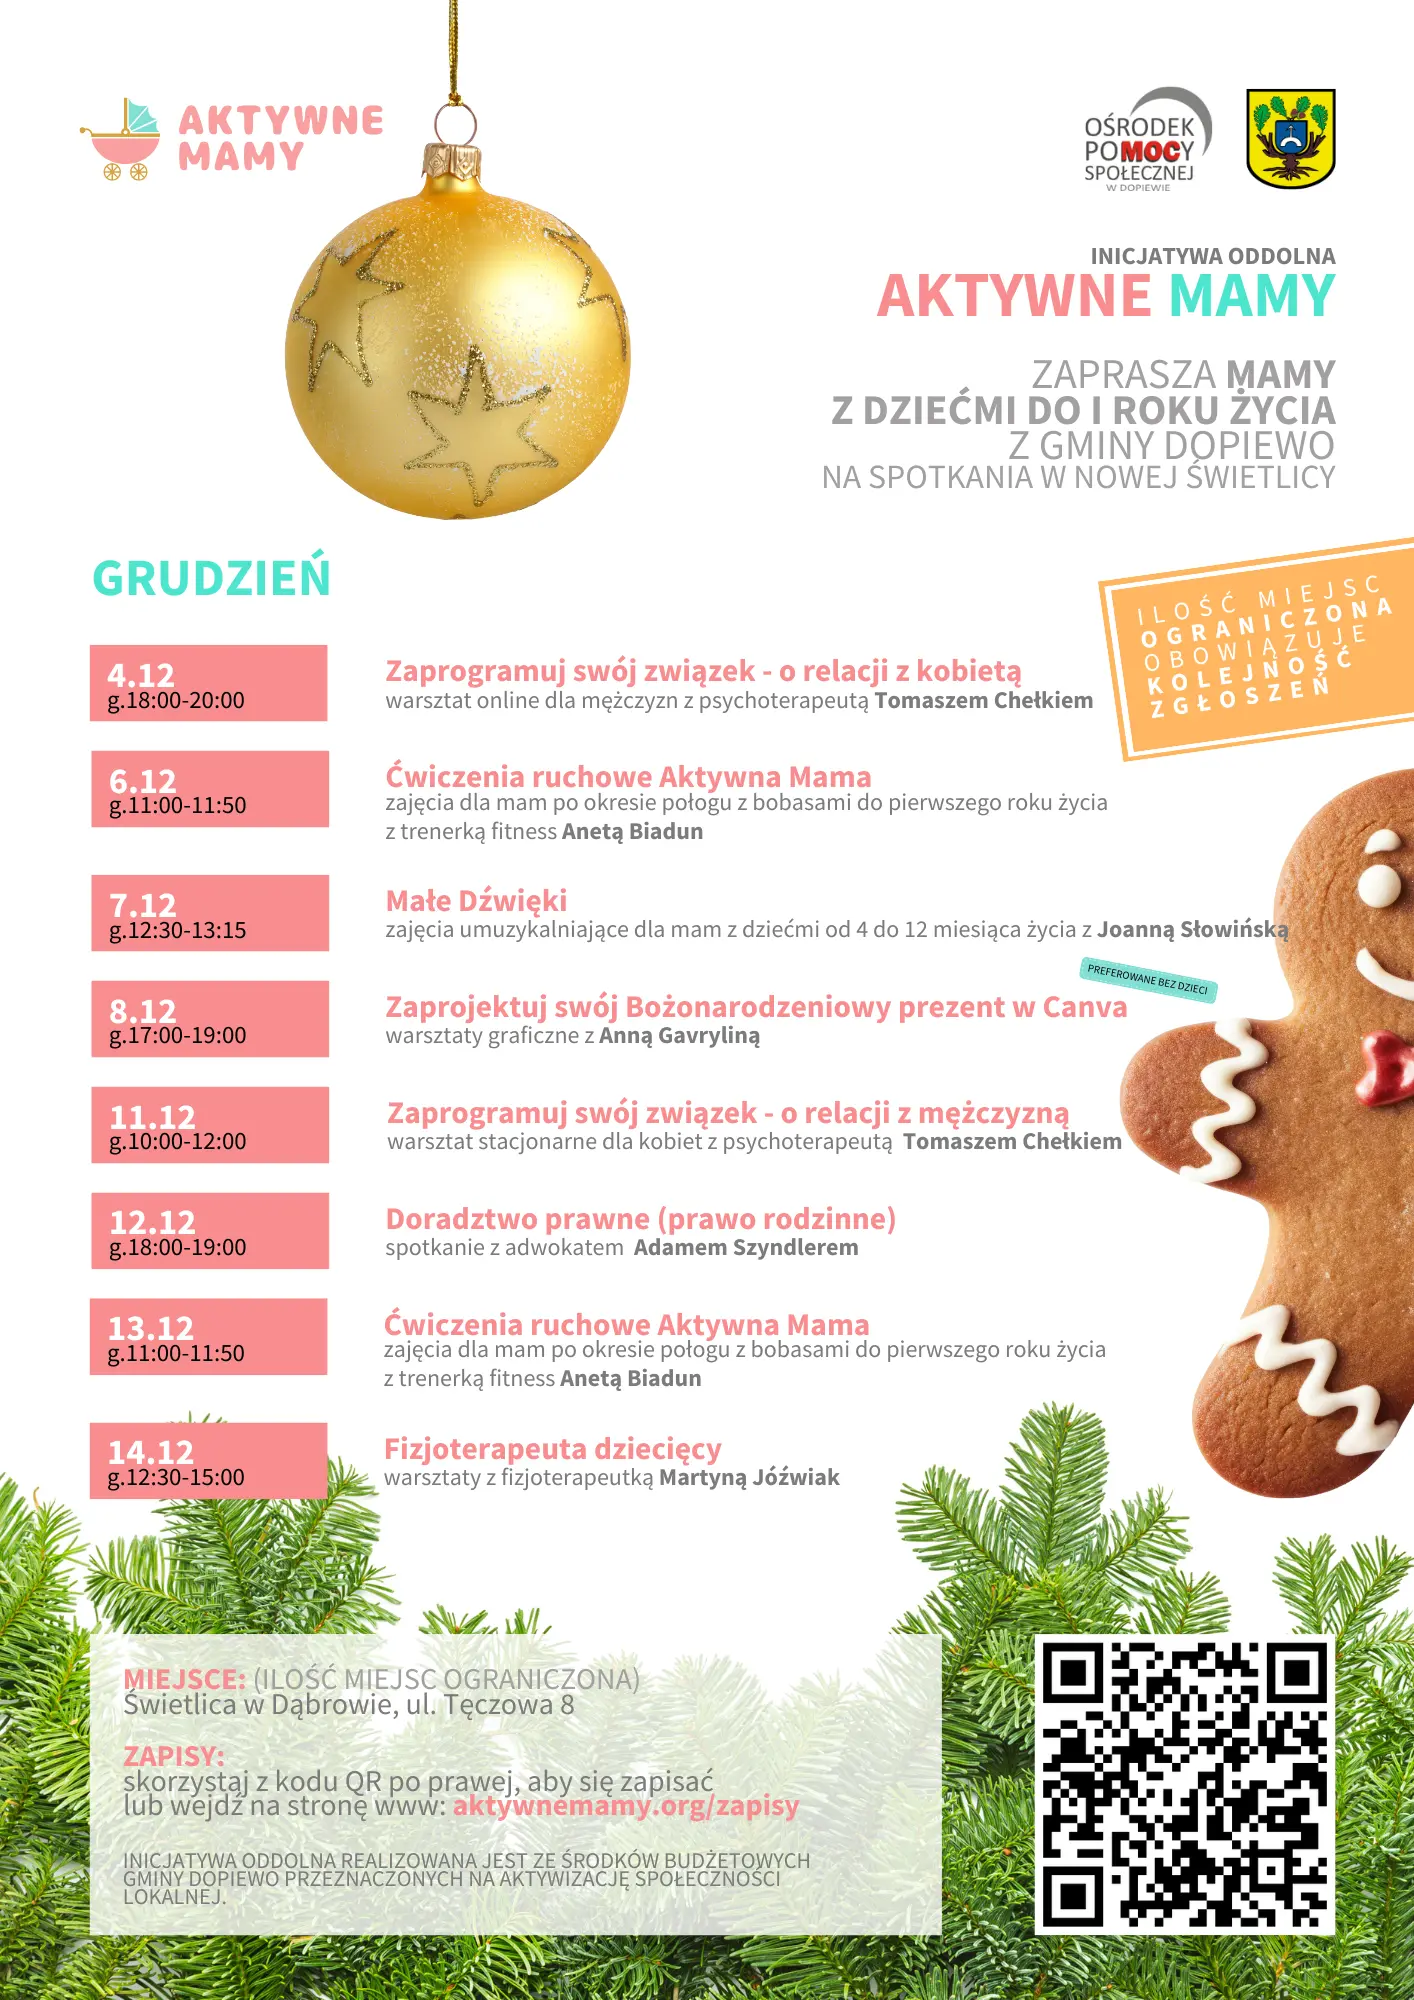 AKTYWNE
MAMY
OŚRODEK
POMOCY
SPOŁECZNEJ
W DOPIEWIE
INICJATYWA ODDOLNA
AKTYWNE MAMY
ZAPRASZA MAMY
Z DZIEĆMI DO I ROKU ŻYCIA
Z GMINY DOPIEWO
NA SPOTKANIA W NOWEJ ŚWIETLICY
GRUDZIEŃ
ILOŚĆ MIEJSC
OGRANICZONA
OBOWIĄZUJE
KOLEJNOŚĆ
ZGŁOSZEŃ
4.12
g.18:00-20:00
Zaprogramuj swój związek - o relacji z kobietą
warsztat online dla mężczyzn z psychoterapeutą Tomaszem Chełkiem
6.12
g.11:00-11:50
Ćwiczenia ruchowe Aktywna Mama
zajęcia dla mam po okresie połogu z bobasami do pierwszego roku życia
z trenerką fitness Anetą Biadun
7.12
g.12:30-13:15
Małe Dźwięki
zajęcia umuzykalniające dla mam z dziećmi od 4 do 12 miesiąca życia z Joanną Słowińską
PREFEROWANE BEZ DZIECI
8.12
g.17:00-19:00
Zaprojektuj swój Bożonarodzeniowy prezent w Canva
warsztaty graficzne z Anną Gavryliną
11.12
g.10:00-12:00
Zaprogramuj swój związek - o relacji z mężczyzną
warsztat stacjonarne dla kobiet z psychoterapeutą Tomaszem Chełkiem
12.12
g.18:00-19:00
Doradztwo prawne (prawo rodzinne)
spotkanie z adwokatem Adamem Szyndlerem
13.12
g.11:00-11:50
Ćwiczenia ruchowe Aktywna Mama
zajęcia dla mam po okresie połogu z bobasami do pierwszego roku życia
z trenerką fitness Anetą Biadun
14.12
g.12:30-15:00
Fizjoterapeuta dziecięcy
warsztaty z fizjoterapeutką Martyną Jóźwiak
MIEJSCE: (ILOŚĆ MIEJSC OGRANICZONA)
Świetlica w Dąbrowie, ul. Tęczowa 8
ZAPISY:
skorzystaj z kodu QR po prawej, aby się zapisać
lub wejdź na stronę www: aktywnemamy.org/zapisy
INICJATYWA ODDOLNA REALIZOWANA JEST ZE ŚRODKÓW BUDŻETOWYCH
GMINY DOPIEWO PRZEZNACZONYCH NA AKTYWIZACJĘ SPOŁECZNOŚCI
LOKALNEJ.